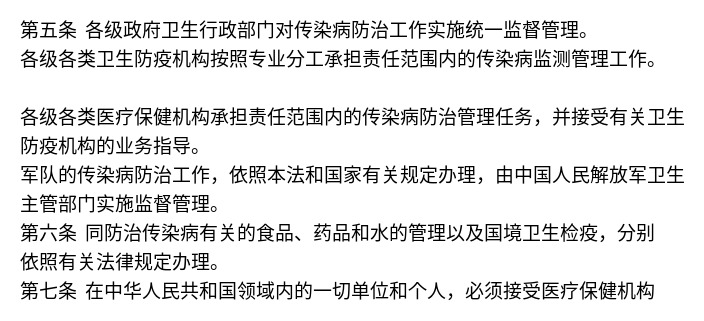 第五条 各级政府卫生行政部门对传染病防治工作实施统一监督管理。
各级各类卫生防疫机构按照专业分工承担责任范围内的传染病监测管理工作。
各级各类医疗保健机构承担责任范围内的传染病防治管理任务，并接受有关卫生
防疫机构的业务指导。
军队的传染病防治工作，依照本法和国家有关规定办理，由中国人民解放军卫生
主管部门实施监督管理。
第六条 同防治传染病有关的食品、药品和水的管理以及国境卫生检疫，分别
依照有关法律规定办理。
第七条 在中华人民共和国领域内的一切单位和个人，必须接受医疗保健机构